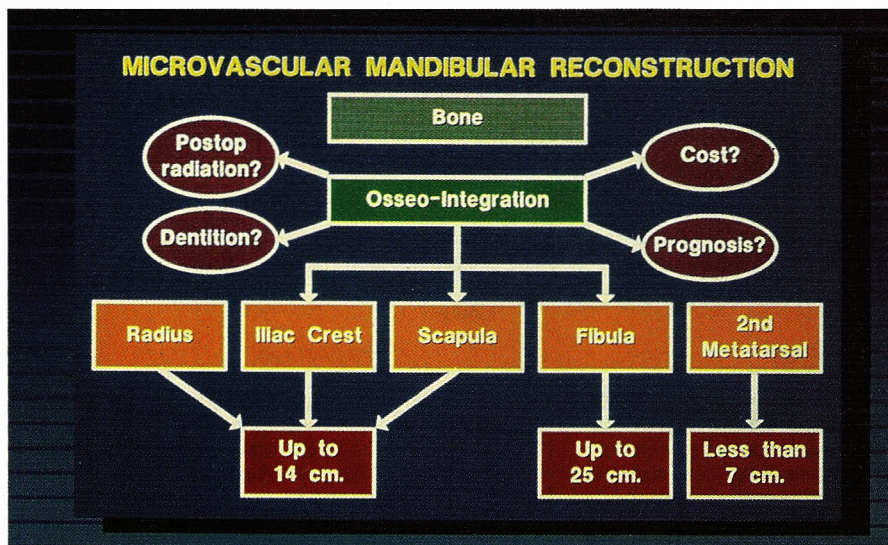 MICROVASCULAR MANDIBULAR RECONSTRUCTION
Bone
Postop
radiation?
Cost?
Osseo-Integration
Dentition?
Prognosis?
Radius
Iliac Crest
Scapula
Fibula
2nd
Metatarsal
Up to
14 cm.
Up to
25 cm.
Less than
7 cm.